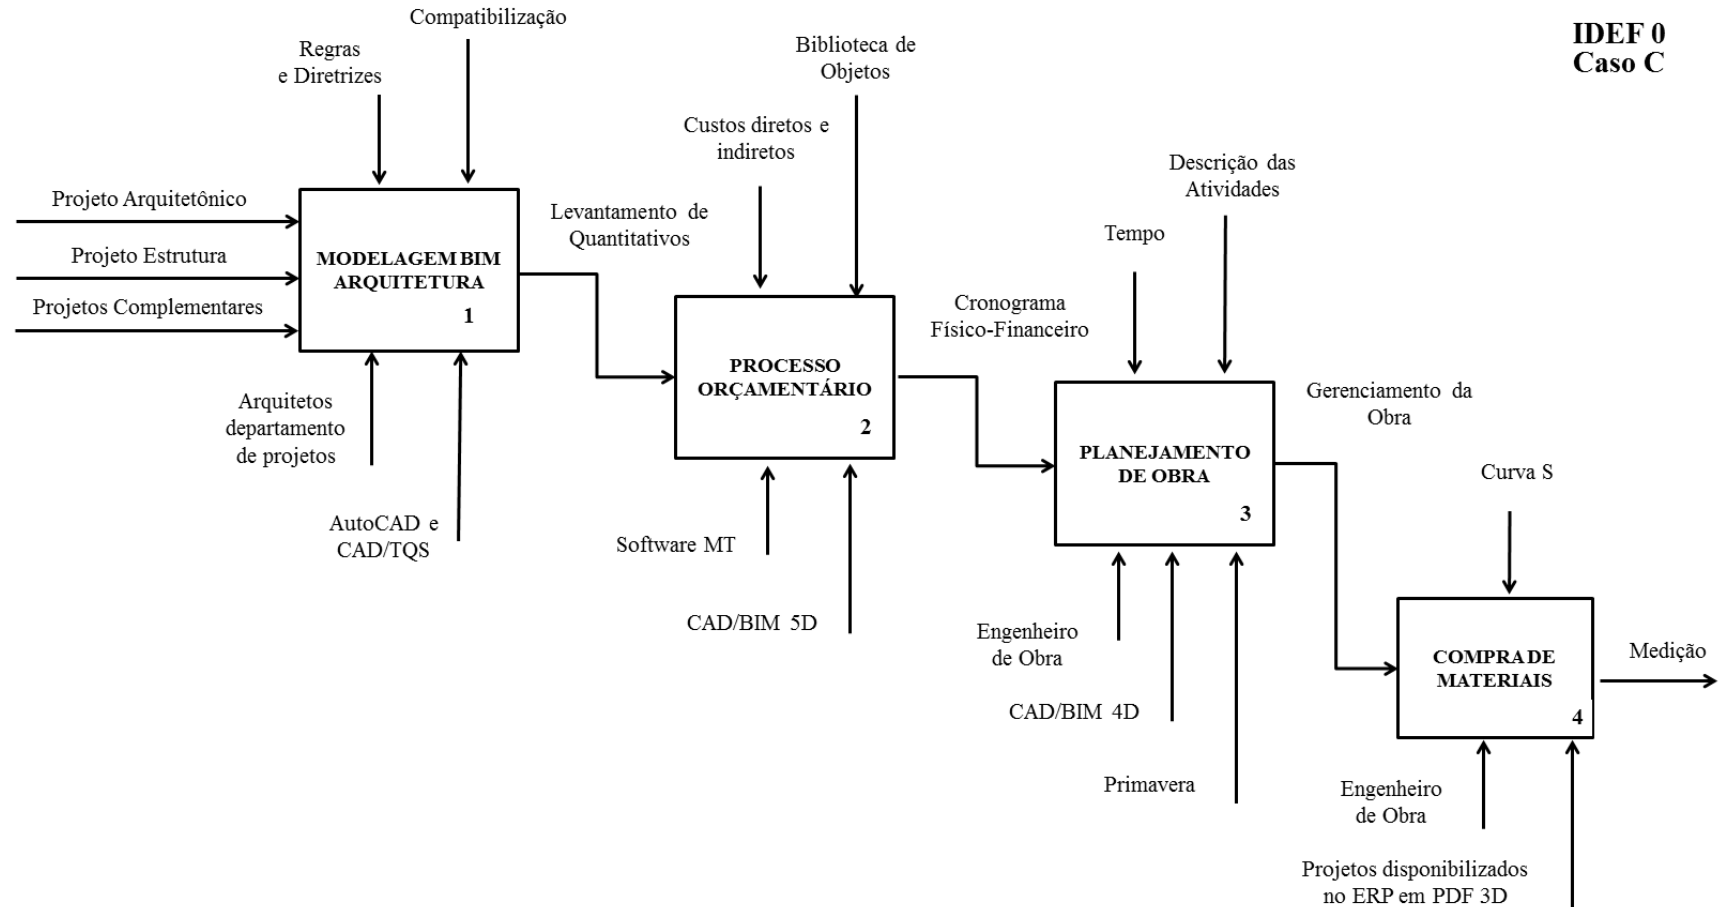 IDEF 0
Caso C
Compatibilização
Regras
e Diretrizes
Biblioteca de
Objetos
Custos diretos e
indiretos
Descrição das
Atividades
Tempo
Projeto Arquitetônico
Projeto Estrutura
Projetos Complementares
MODELAGEM BIM
ARQUITETURA
1
Levantamento de
Quantitativos
Arquitetos
departamento
de projetos
AutoCAD e
CAD/TQS
PROCESSO
ORÇAMENTÁRIO
2
Cronograma
Físico-Financeiro
Software MT
CAD/BIM 5D
PLANEJAMENTO
DE OBRA
3
Gerenciamento da
Obra
Engenheiro
de Obra
CAD/BIM 4D
Primavera
Curva S
COMPRA DE
MATERIAIS
4
Medição
Engenheiro
de Obra
Projetos disponibilizados
no ERP em PDF 3D